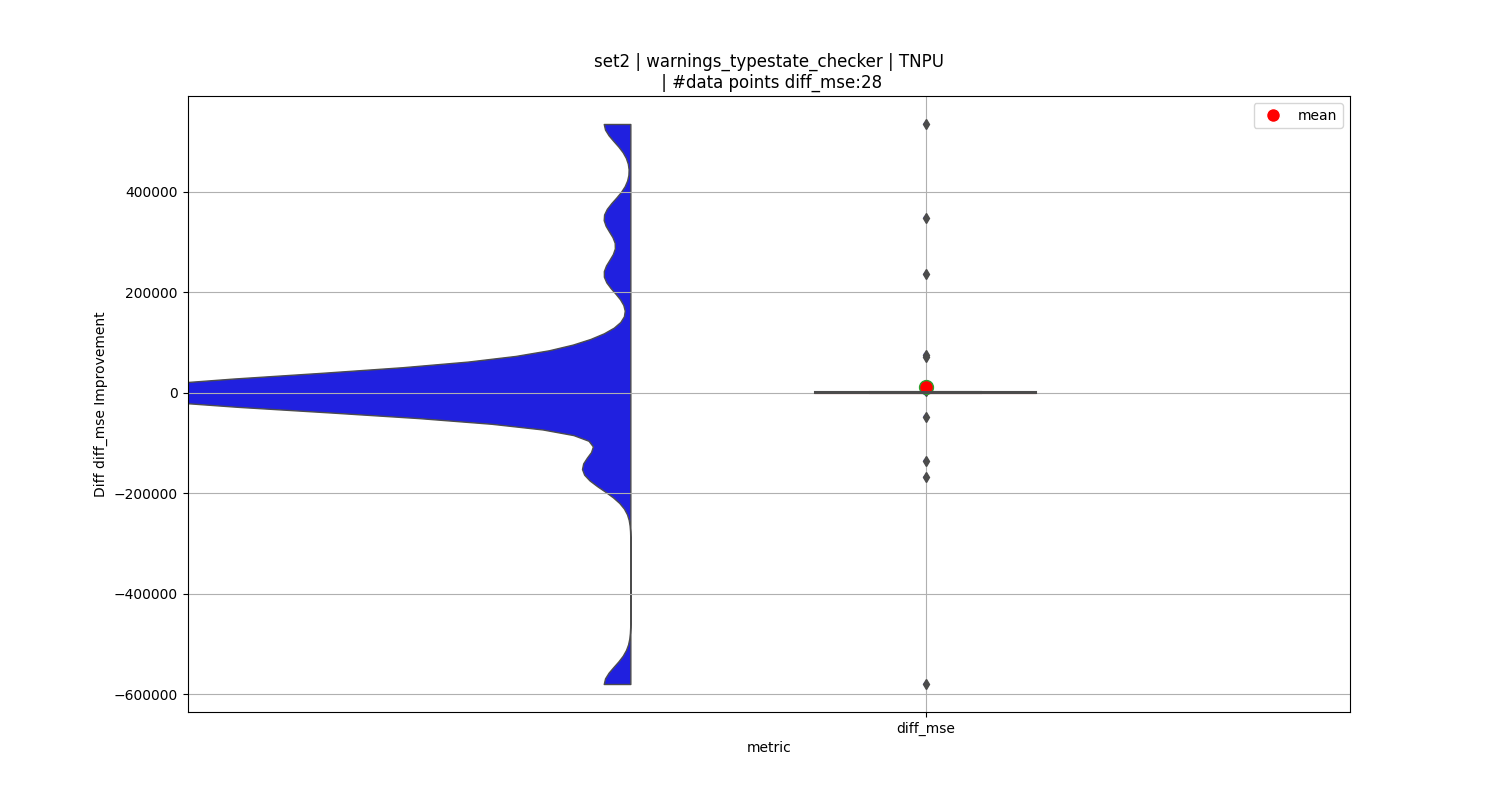 set2 | warnings_typestate_checker | TNPU
| #data points diff_mse:28
mean
400000
200000
0
−200000
−400000
−600000
Diff diff_mse Improvement
diff_mse
metric